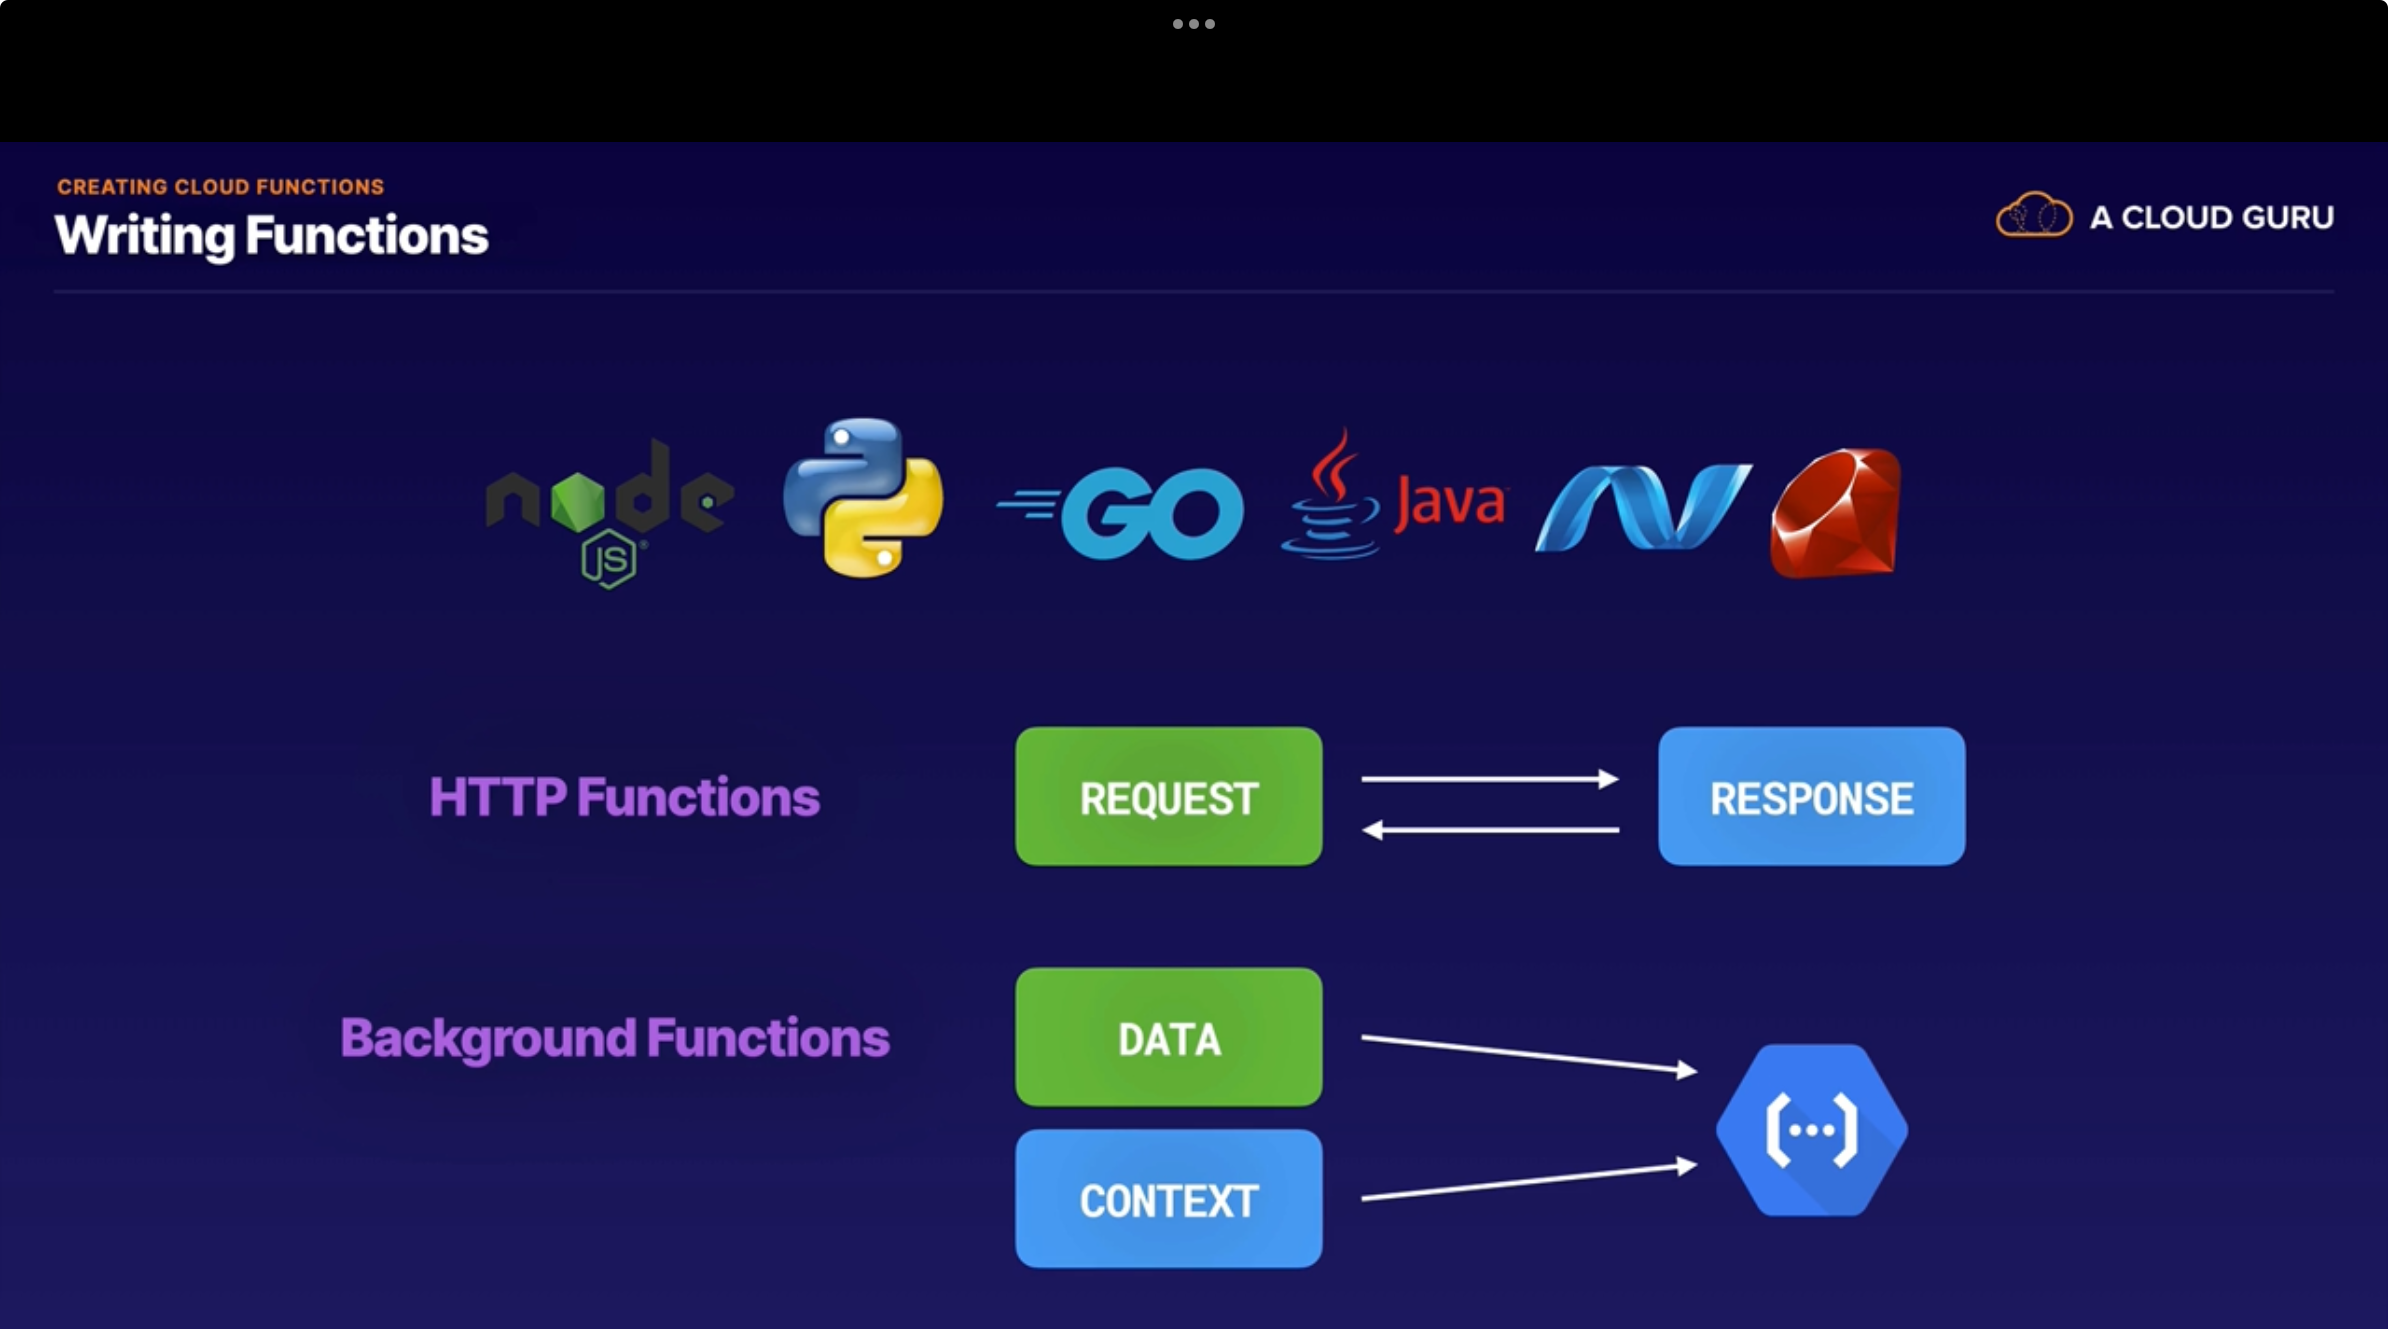 CREATING CLOUD FUNCTIONS
Writing Functions
A CLOUD GURU
node
JS®
GO
Java
HTTP Functions
REQUEST
RESPONSE
Background Functions
DATA
CONTEXT